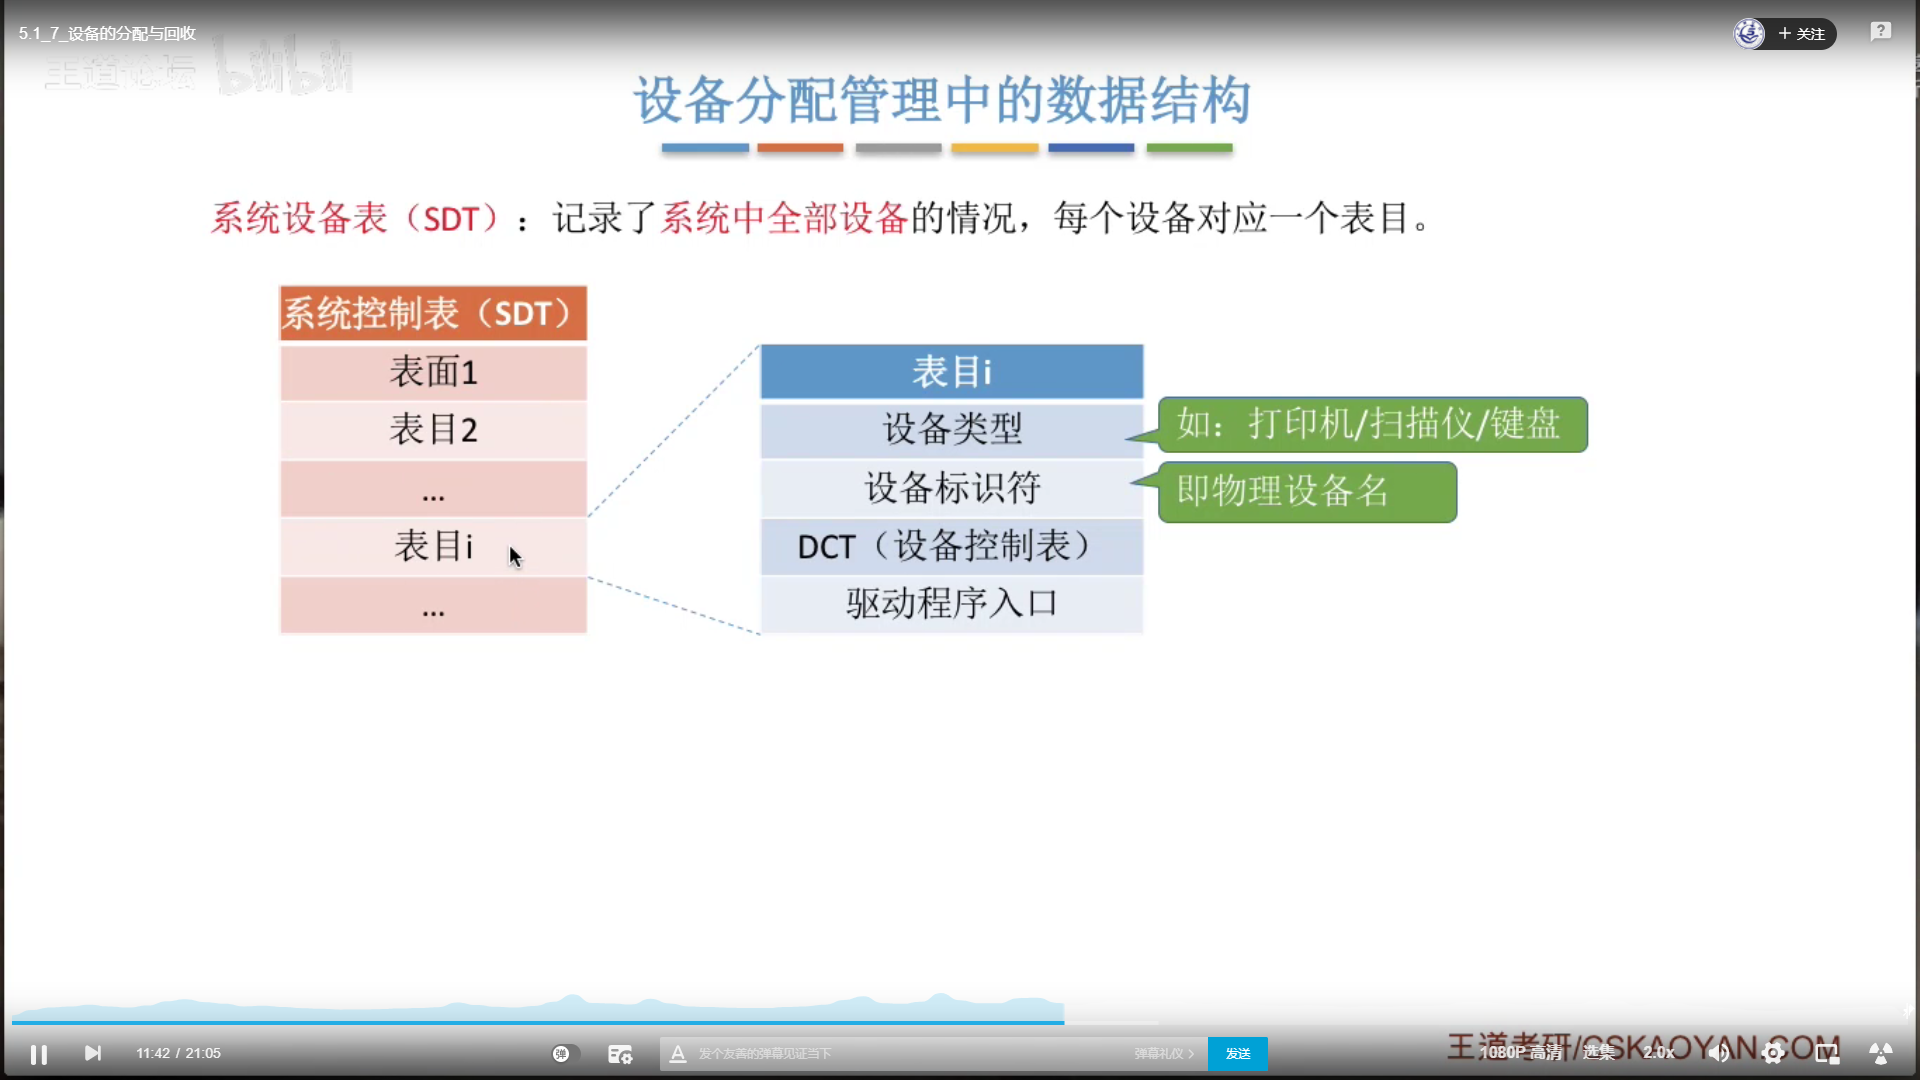 5.1_7_设备的分配与回收
+ 关注
王道论坛 bilibili
设备分配管理中的数据结构
系统设备表（SDT）：记录了系统中全部设备的情况，每个设备对应一个表目。
系统控制表（SDT）
表面1
表目2
...
表目i
...
表目i
设备类型
设备标识符
DCT（设备控制表）
驱动程序入口
如：打印机/扫描仪/键盘
即物理设备名
11:42 / 21:05
弹
发个友善的弹幕见证当下
弹幕礼仪 >
发送
王道考研/CSKAOYAN.COM
1080P 高清
选集
2.0x